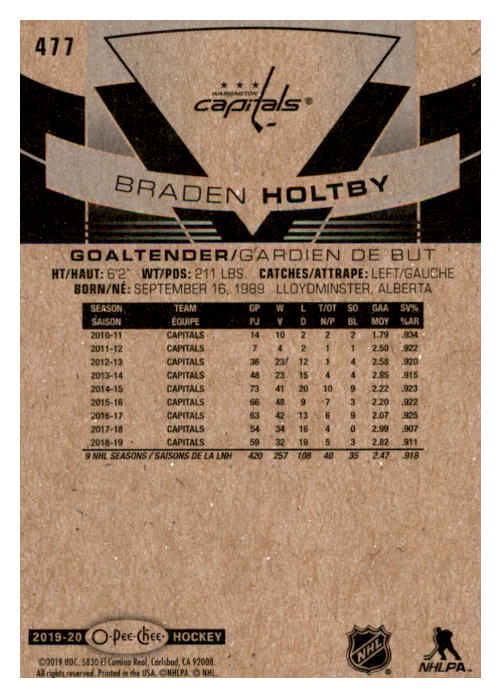 477
WASHINGTON
capitals®
BRADEN HOLTBY
GOALTENDER/GARDIEN DE BUT
HT/HAUT: 6'2" WT/PDS: 211 LBS. CATCHES/ATTRAPE: LEFT/GAUCHE
BORN/NÉ: SEPTEMBER 16, 1989 LLOYDMINSTER, ALBERTA
SEASON TEAM GP W L T/OT SO GAA SV%
SAISON ÉQUIPE PJ V D N/P BL MOY %AR
2010-11 CAPITALS 14 10 2 2 2 1.79 .934
2011-12 CAPITALS 7 4 2 1 1 2.50 .922
2012-13 CAPITALS 36 23 12 1 4 2.58 .920
2013-14 CAPITALS 48 23 15 4 4 2.85 .915
2014-15 CAPITALS 73 41 20 10 9 2.22 .923
2015-16 CAPITALS 66 48 9 7 3 2.20 .922
2016-17 CAPITALS 63 42 13 6 9 2.07 .925
2017-18 CAPITALS 54 34 16 4 0 2.99 .907
2018-19 CAPITALS 59 32 19 5 3 2.82 .911
9 NHL SEASONS / SAISONS DE LA LNH 420 257 108 40 35 2.47 .918
2019-20 O-Pee-Chee HOCKEY
©2019 UDC. 5830 El Camino Real, Carlsbad, CA 92008.
All rights reserved. Printed in the USA. ©NHLPA. © NHL.
NHL ®
NHLPA